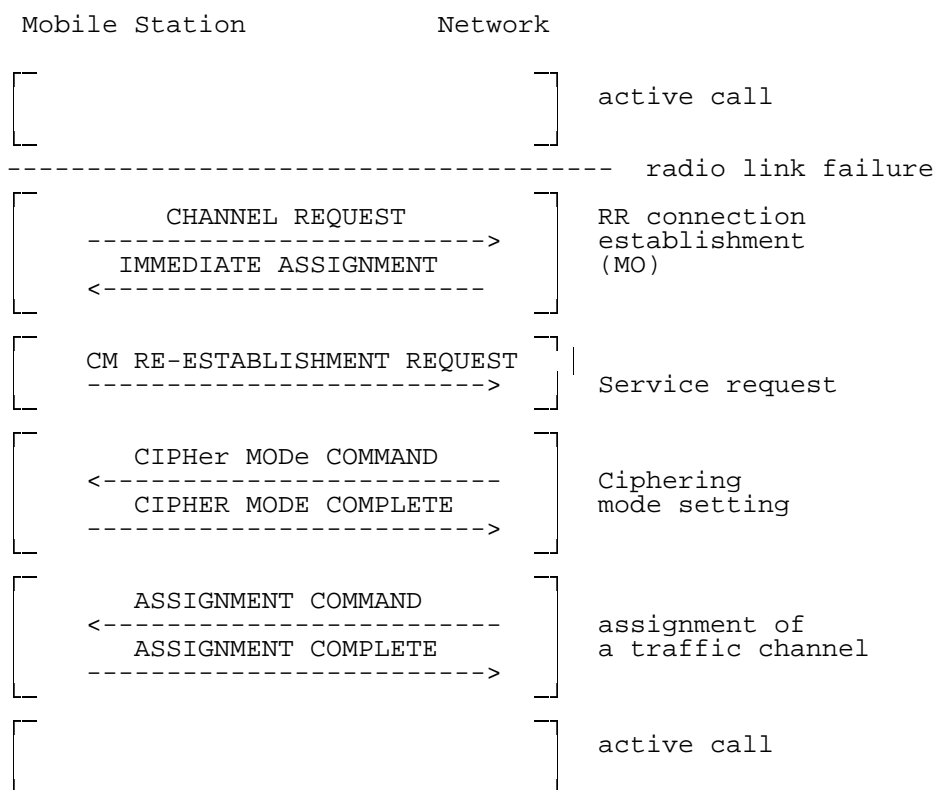 Mobile Station Network
active call
--------------------------------------- radio link failure
CHANNEL REQUEST RR connection
-------------------------> establishment
IMMEDIATE ASSIGNMENT (MO)
<------------------------
CM RE-ESTABLISHMENT REQUEST
-------------------------> Service request
CIPHer MODe COMMAND
<------------------------- Ciphering
CIPHER MODE COMPLETE mode setting
------------------------->
ASSIGNMENT COMMAND
<------------------------- assignment of
ASSIGNMENT COMPLETE a traffic channel
------------------------->
active call